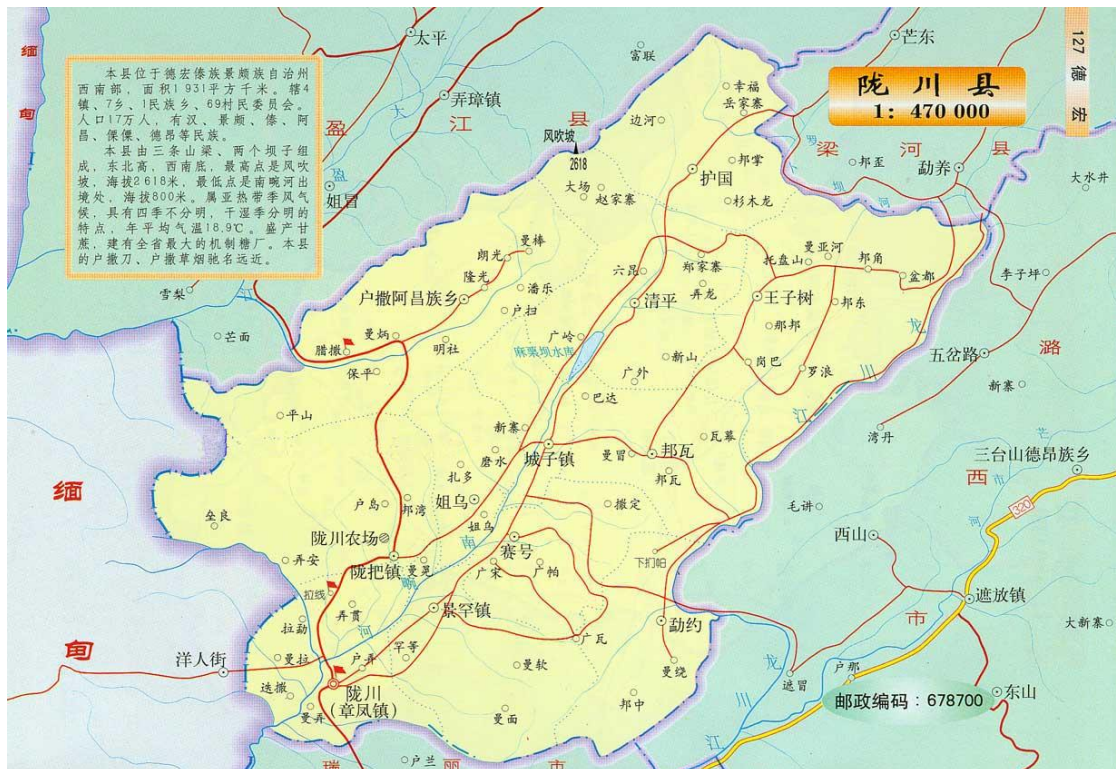 本县位于德宏傣族景颇族自治州
西南部,面积1 931平方千米。辖4
镇、7乡、1民族乡、69村民委员会。
人口17万人,有汉、景颇、傣、阿
昌、傈僳、德昂等民族。
本县由三条山梁、两个坝子组
成,东北高,西南底,最高点是风吹
坡,海拔2 618米,最低点是南畹河出
境处,海拔800米。属亚热带季风气
候,具有四季不分明,干湿季分明的
特点,年平均气温18.9℃。盛产甘
蔗,建有全省最大的机制糖厂。本县
的户撒刀、户撒草烟驰名远近。
陇川县
1: 470 000
127 德宏
缅甸
太平
弄璋镇
大盈江
盈江县
姐冒
雪梨
芒面
富联
芒东
幸福
岳家寨
边河
风吹坡
2618
梁河县
罗卜坝河
邦歪
勐养
大水井
邦掌
护国
杉木龙
大场
赵家寨
曼棒
朗光
隆光
户撒阿昌族乡
潘乐
户扫
六昆
郑家寨
弄龙
清平
托盘山
曼亚河
邦角
盆都
李子坪
王子树
邦东
那邦
曼炳
腊撒
明社
保平
广岭
麻栗坝水库
新山
广外
岗巴
罗浪
龙川江
五岔路
潞西市
新寨
湾丹
平山
巴达
新寨
城子镇
磨水
扎多
曼冒
邦瓦
邦瓦
瓦幕
三台山德昂族乡
芒市河
320
缅甸
垒良
户岛
邦湾
姐乌
姐乌
南畹河
搬定
毛讲
西山
陇川农场
赛号
弄安
陇把镇
曼晃
广宋
广帕
下打帕
拉线
弄贯
景罕镇
勐约
遮放镇
大新寨
拉勐
广瓦
洋人街
曼拉
罕等
户弄
曼软
曼绕
龙川江
遮冒
户那
迭撒
陇川
(章凤镇)
曼弄
曼面
邦中
东山
邮政编码:678700
户兰
瑞丽市